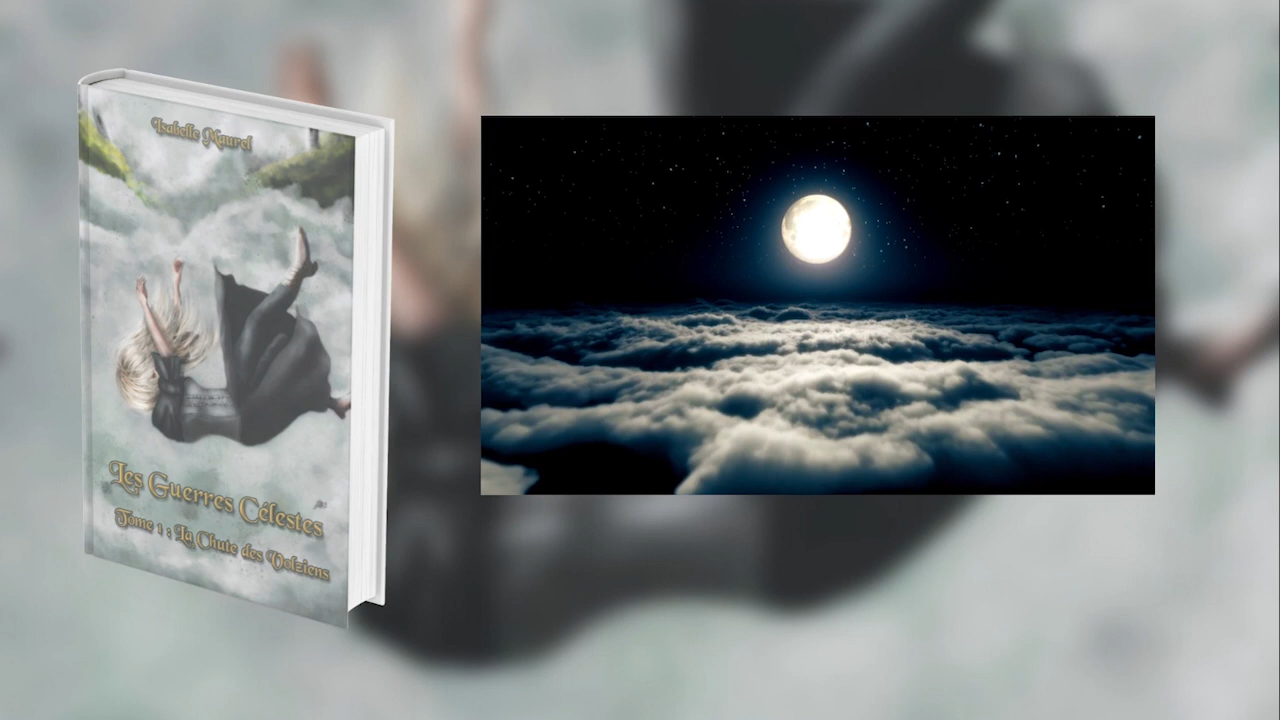 Isabelle Maurel
Les Guerres Célestes
Tome 1 : La Chute des Volziens